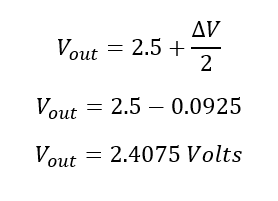 V_out = 2.5 + ΔV/2
V_out = 2.5 − 0.0925
V_out = 2.4075 Volts